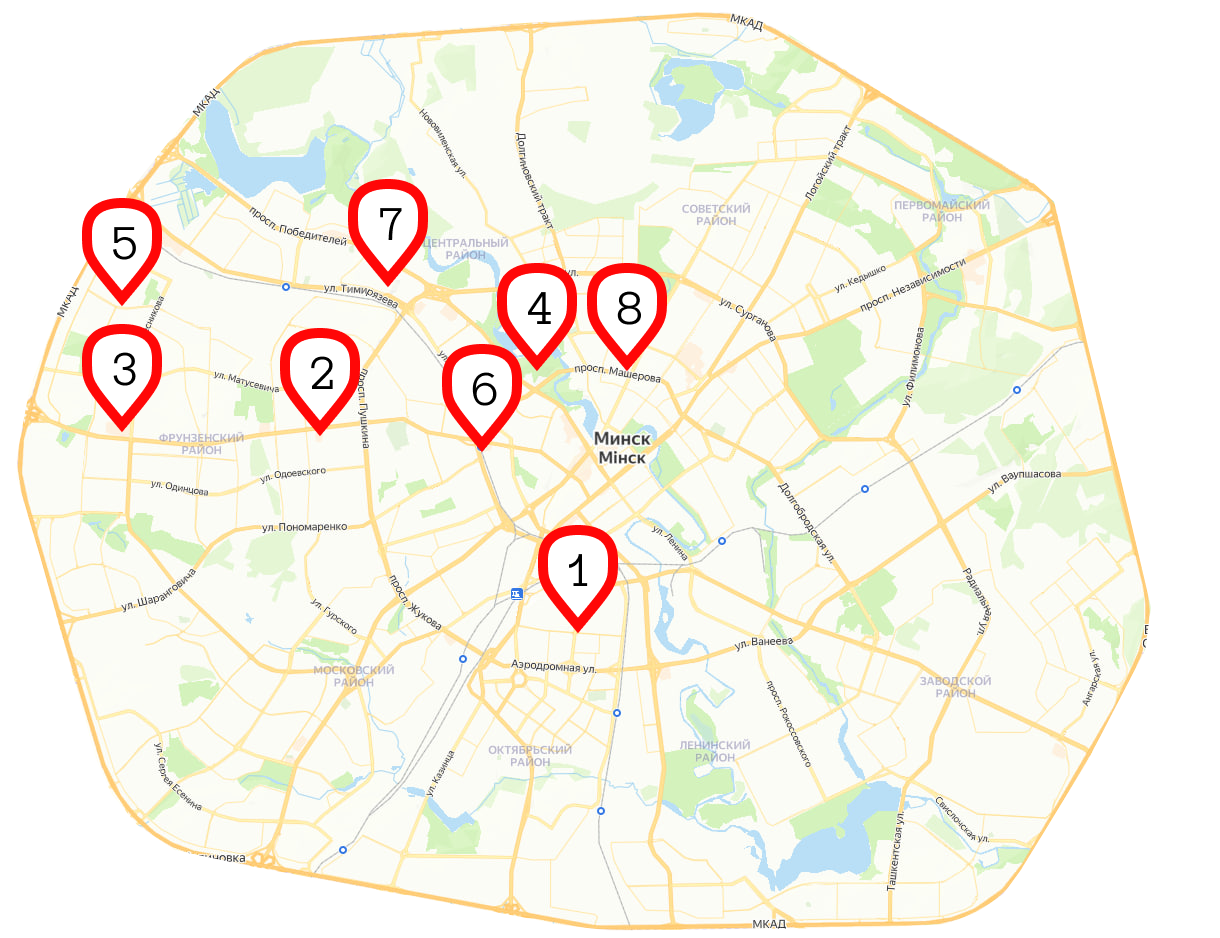 МКАД
МКАД
Нововиленская ул.
Долгиновский тракт
Логойский тракт
СОВЕТСКИЙ
РАЙОН
ПЕРВОМАЙСКИЙ
РАЙОН
просп. Победителей
7
5
ЦЕНТРАЛЬНЫЙ
РАЙОН
МКАД
ул. Тимирязева
ул.
ул. Кедышко
просп. Независимости
ул. Сурганова
4
8
3
2
6
ул. Матусевича
просп. Пушкина
просп. Машерова
ул. Филимонова
ФРУНЗЕНСКИЙ
РАЙОН
Минск
Мінск
ул. Одоевского
ул. Одинцова
ул. Ваупшасова
ул. Пономаренко
Долгобродская ул.
ул. Ленина
1
ул. Шаранговича
просп. Жукова
ул. Гурского
Радиальная ул.
ул. Ванеева
Аэродромная ул.
МОСКОВСКИЙ
РАЙОН
ЗАВОДСКОЙ
РАЙОН
Ангарская ул.
просп. Рокоссовского
ОКТЯБРЬСКИЙ
РАЙОН
ЛЕНИНСКИЙ
РАЙОН
ул. Казинца
ул. Сергея Есенина
Свислочская ул.
Ташкентская ул.
МКАД